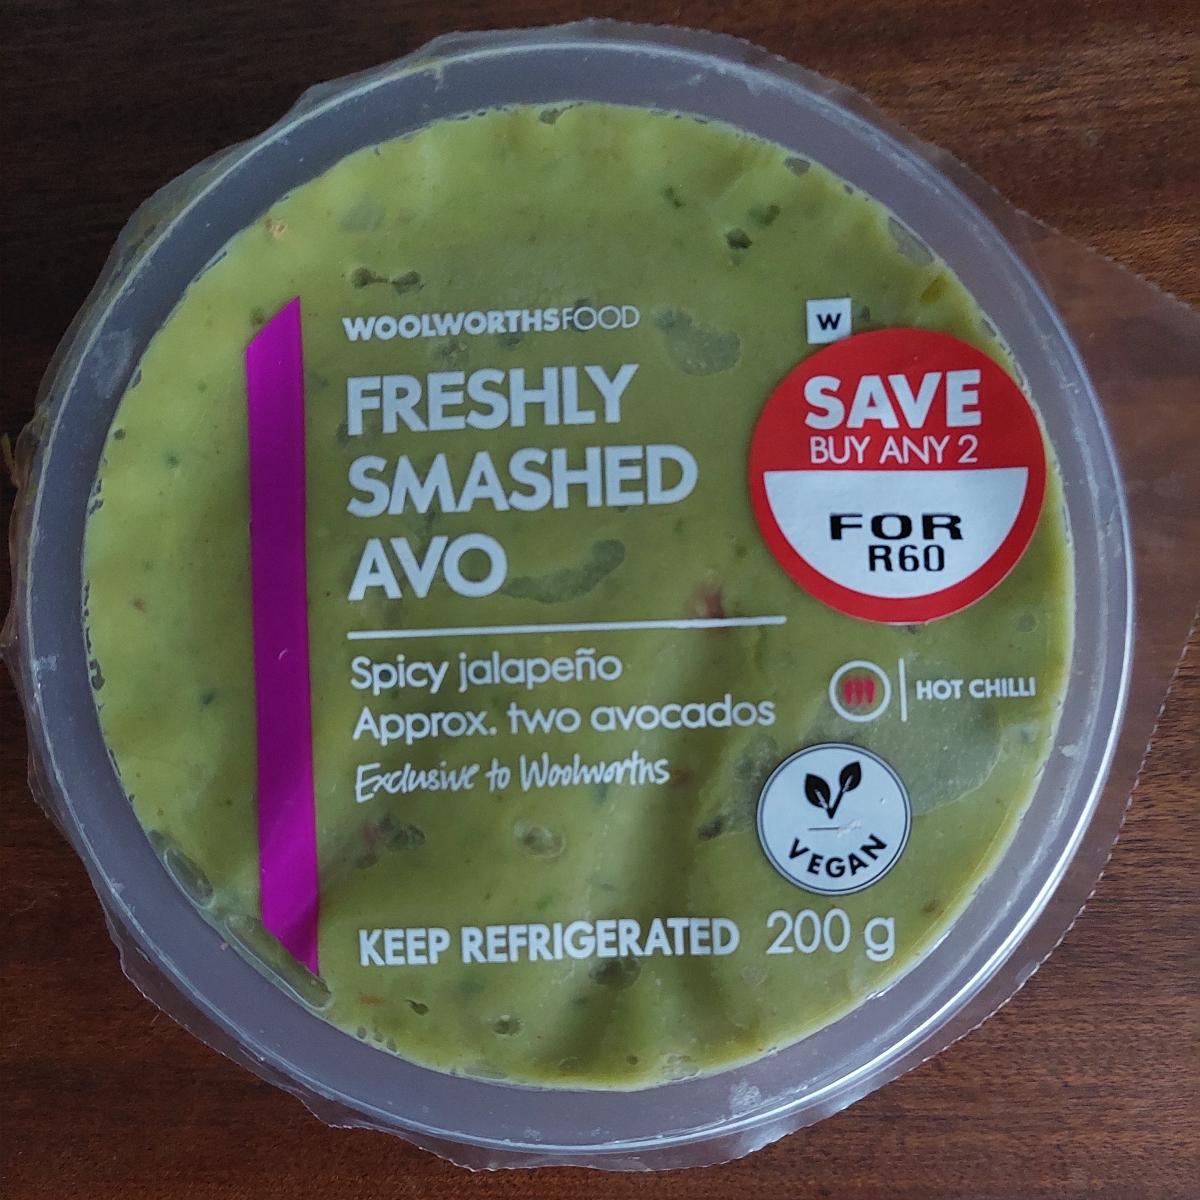 WOOLWORTHSFOOD
W
FRESHLY
SMASHED
AVO
SAVE
BUY ANY 2
FOR
R60
Spicy jalapeño
Approx. two avocados
Exclusive to Woolworths
HOT CHILLI
VEGAN
KEEP REFRIGERATED 200 g